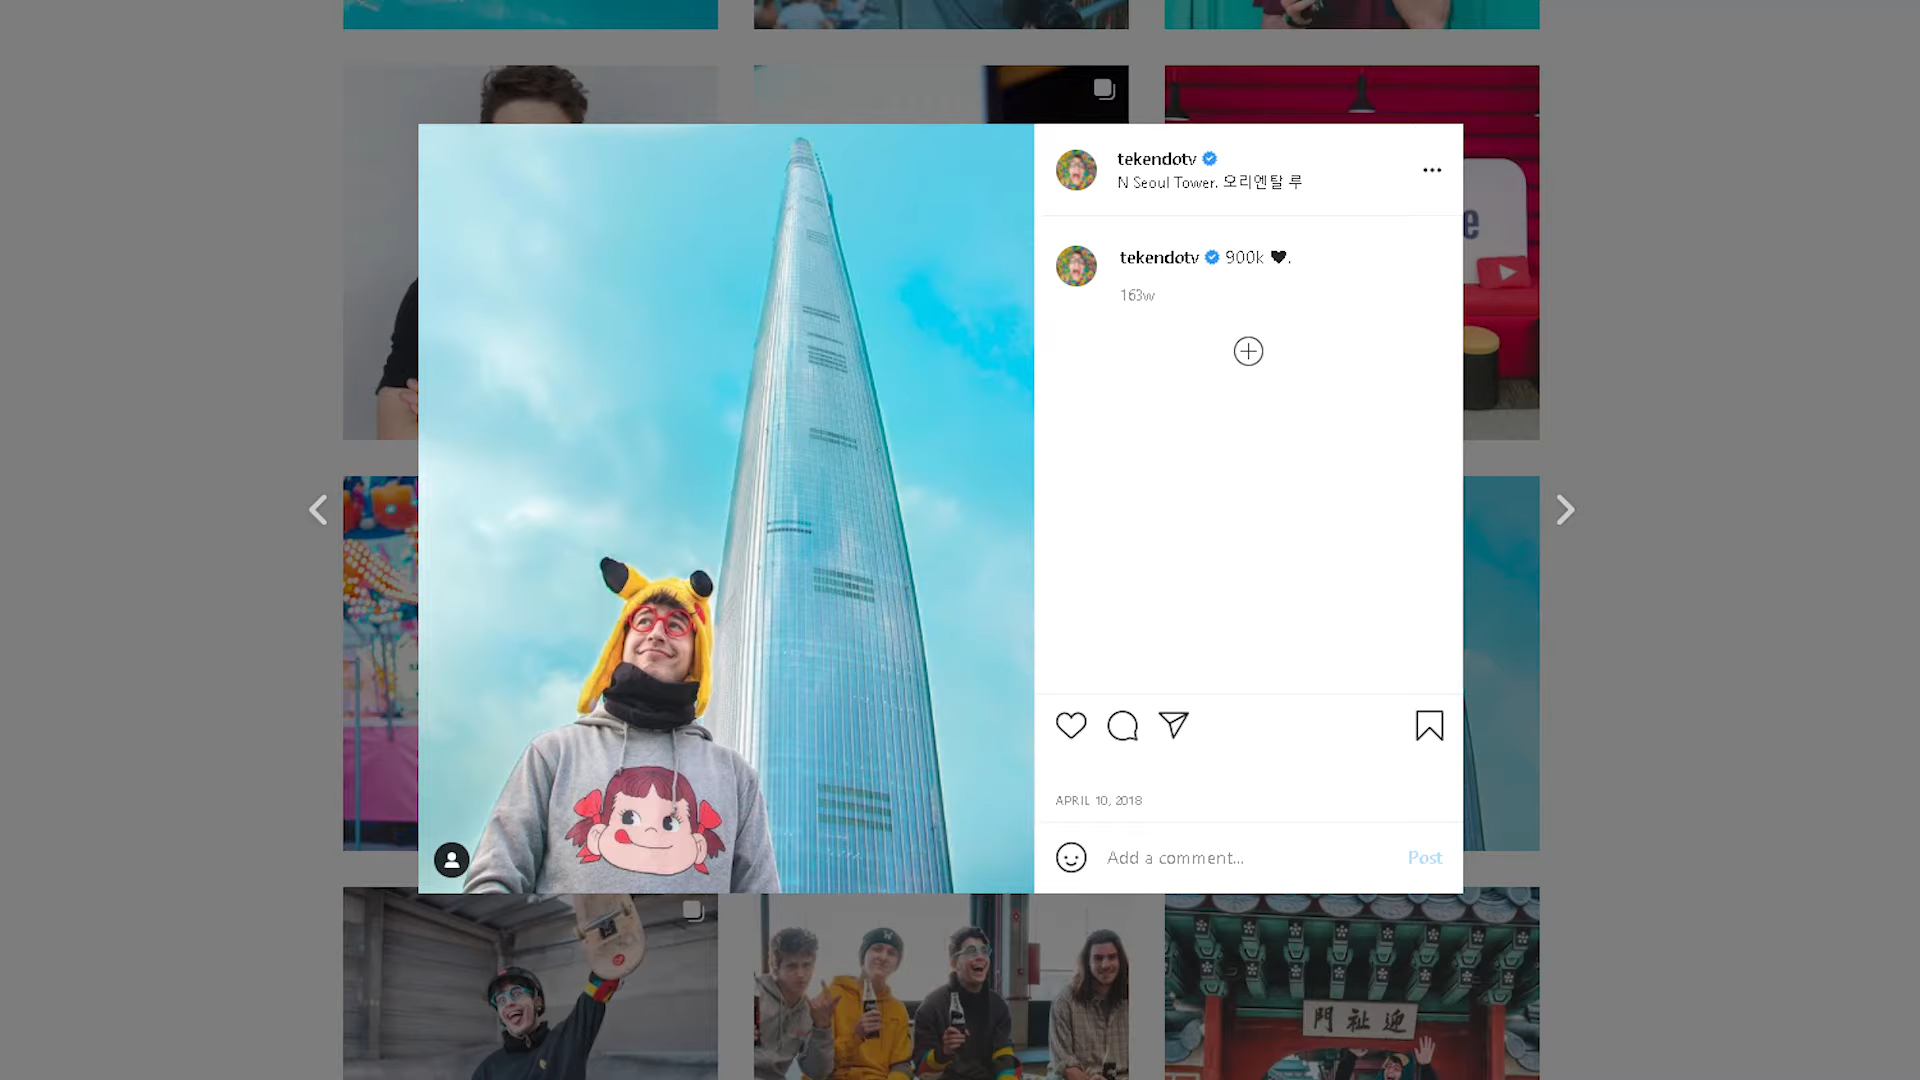 tekendotv
N Seoul Tower. 오리엔탈 루
tekendotv 900k 🖤.
163w
APRIL 10, 2018
Add a comment...
Post
e
門祉迎